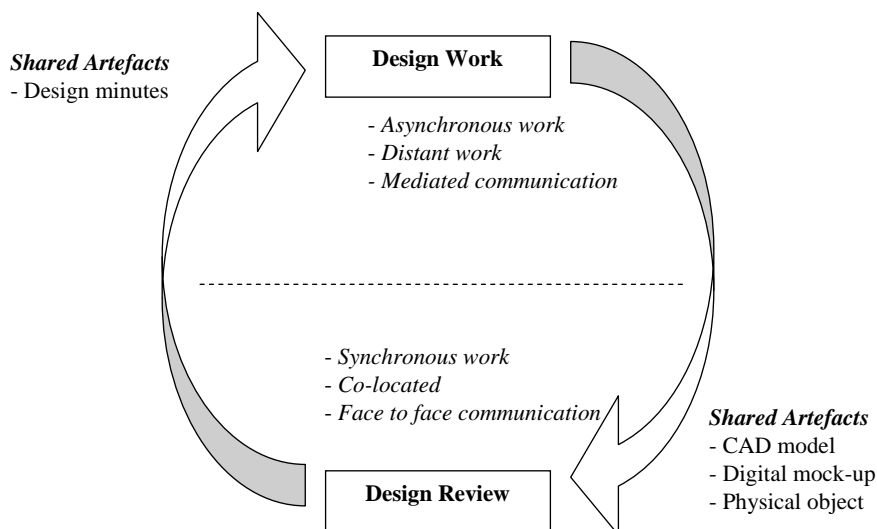 Shared Artefacts
- Design minutes
Design Work
- Asynchronous work
- Distant work
- Mediated communication
- Synchronous work
- Co-located
- Face to face communication
Shared Artefacts
- CAD model
- Digital mock-up
- Physical object
Design Review